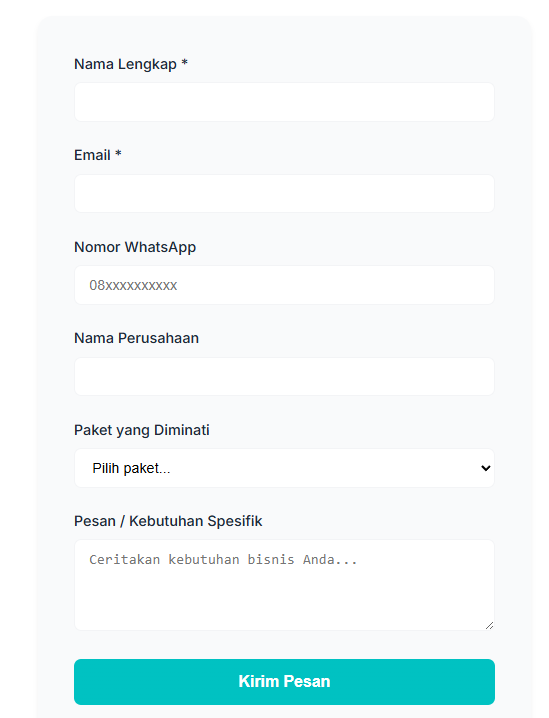 Nama Lengkap *
Email *
Nomor WhatsApp
08xxxxxxxxxx
Nama Perusahaan
Paket yang Diminati
Pilih paket...
Pesan / Kebutuhan Spesifik
Ceritakan kebutuhan bisnis Anda...
Kirim Pesan